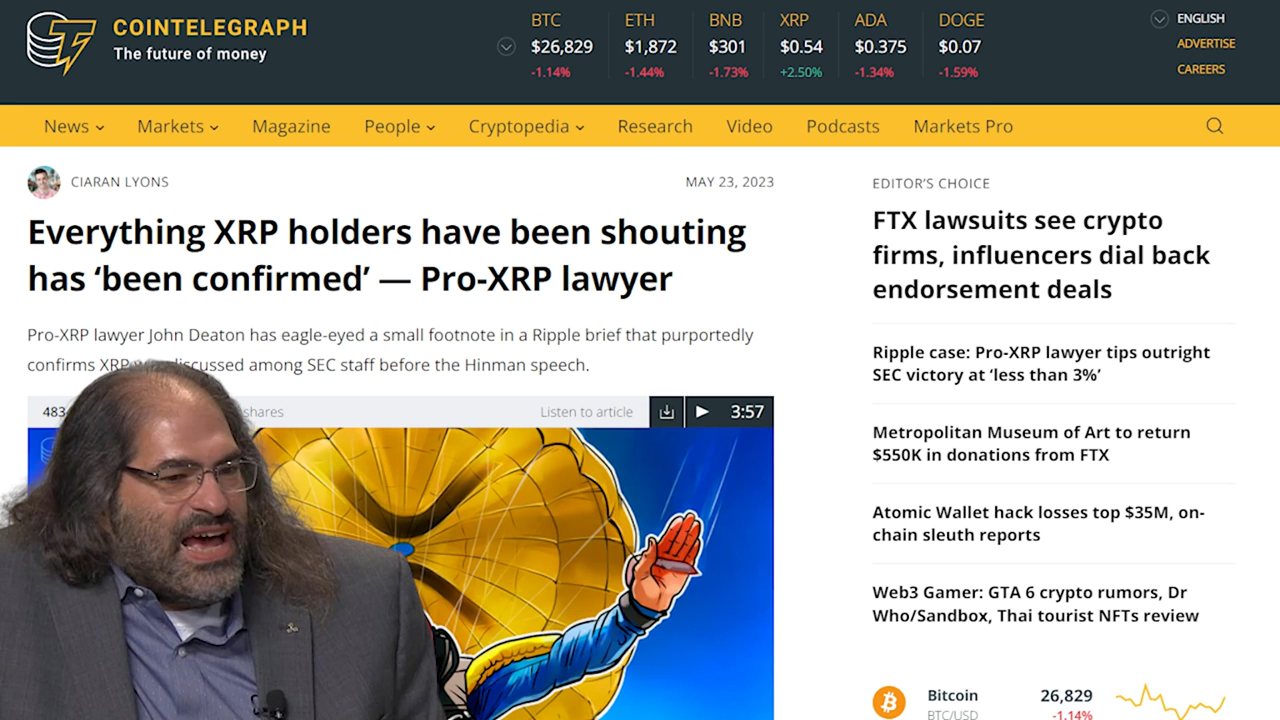 COINTELEGRAPH
The future of money
BTC ETH BNB XRP ADA DOGE
$26,829 $1,872 $301 $0.54 $0.375 $0.07
-1.14% -1.44% -1.73% +2.50% -1.34% -1.59%
ENGLISH
ADVERTISE
CAREERS
News Markets Magazine People Cryptopedia Research Video Podcasts Markets Pro
CIARAN LYONS MAY 23, 2023
Everything XRP holders have been shouting
has ‘been confirmed’ — Pro-XRP lawyer
Pro-XRP lawyer John Deaton has eagle-eyed a small footnote in a Ripple brief that purportedly
confirms XRP discussed among SEC staff before the Hinman speech.
483 shares Listen to article 3:57
EDITOR’S CHOICE
FTX lawsuits see crypto
firms, influencers dial back
endorsement deals
Ripple case: Pro-XRP lawyer tips outright
SEC victory at ‘less than 3%’
Metropolitan Museum of Art to return
$550K in donations from FTX
Atomic Wallet hack losses top $35M, on-
chain sleuth reports
Web3 Gamer: GTA 6 crypto rumors, Dr
Who/Sandbox, Thai tourist NFTs review
Bitcoin 26,829
BTC/USD -1.14%